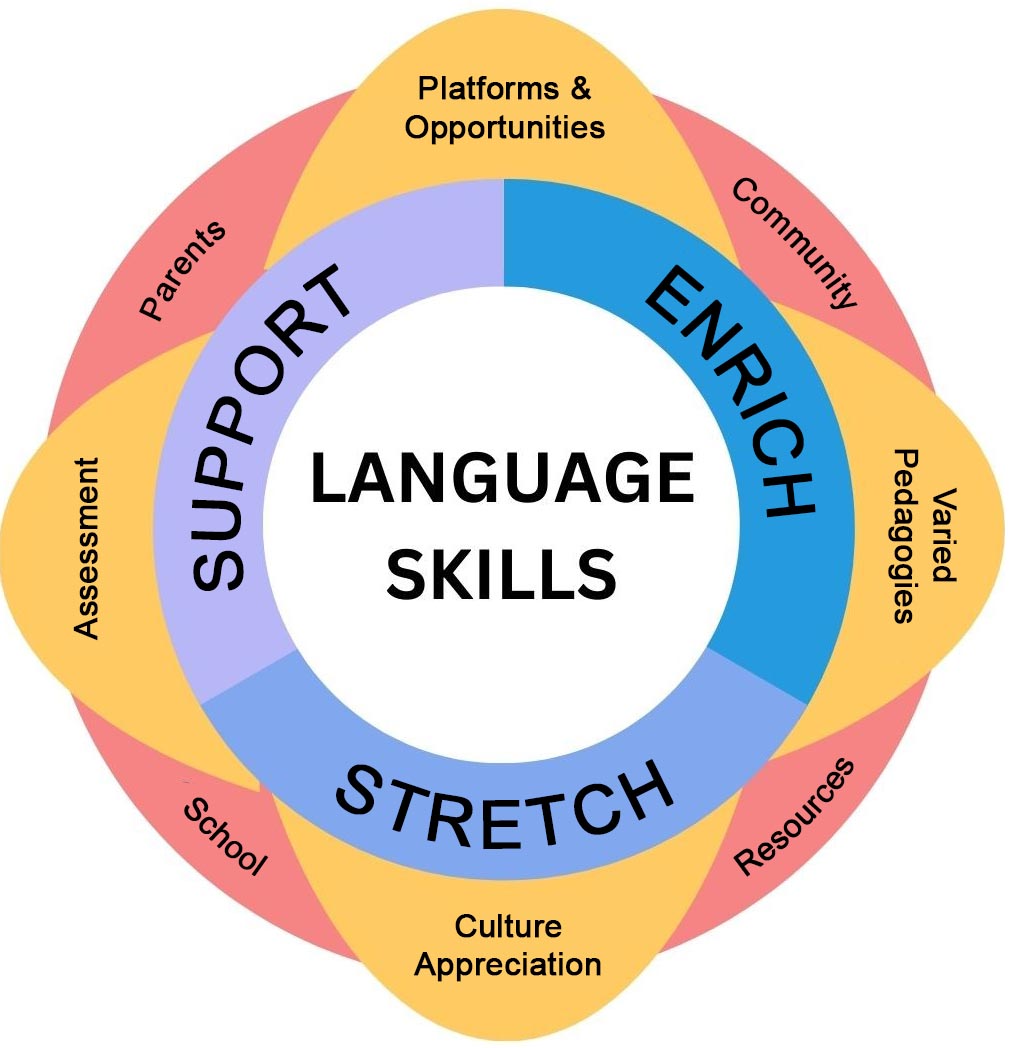 Platforms &
Opportunities
Parents
Community
SUPPORT
ENRICH
LANGUAGE
SKILLS
Assessment
Varied
Pedagogies
STRETCH
School
Resources
Culture
Appreciation